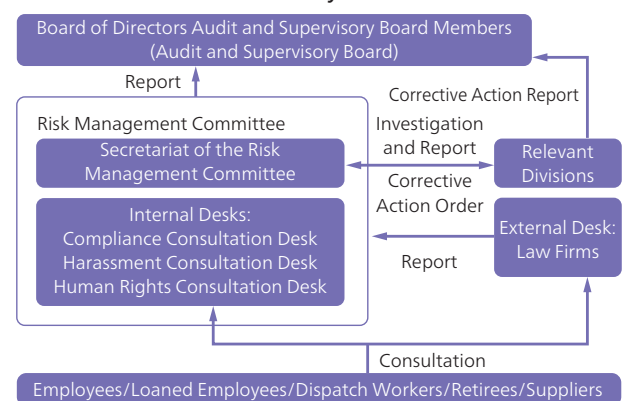 Board of Directors Audit and Supervisory Board Members
(Audit and Supervisory Board)
Report
Corrective Action Report
Risk Management Committee
Secretariat of the Risk
Management Committee
Investigation
and Report
Relevant
Divisions
Corrective
Action Order
Internal Desks:
Compliance Consultation Desk
Harassment Consultation Desk
Human Rights Consultation Desk
External Desk:
Law Firms
Report
Consultation
Employees/Loaned Employees/Dispatch Workers/Retirees/Suppliers